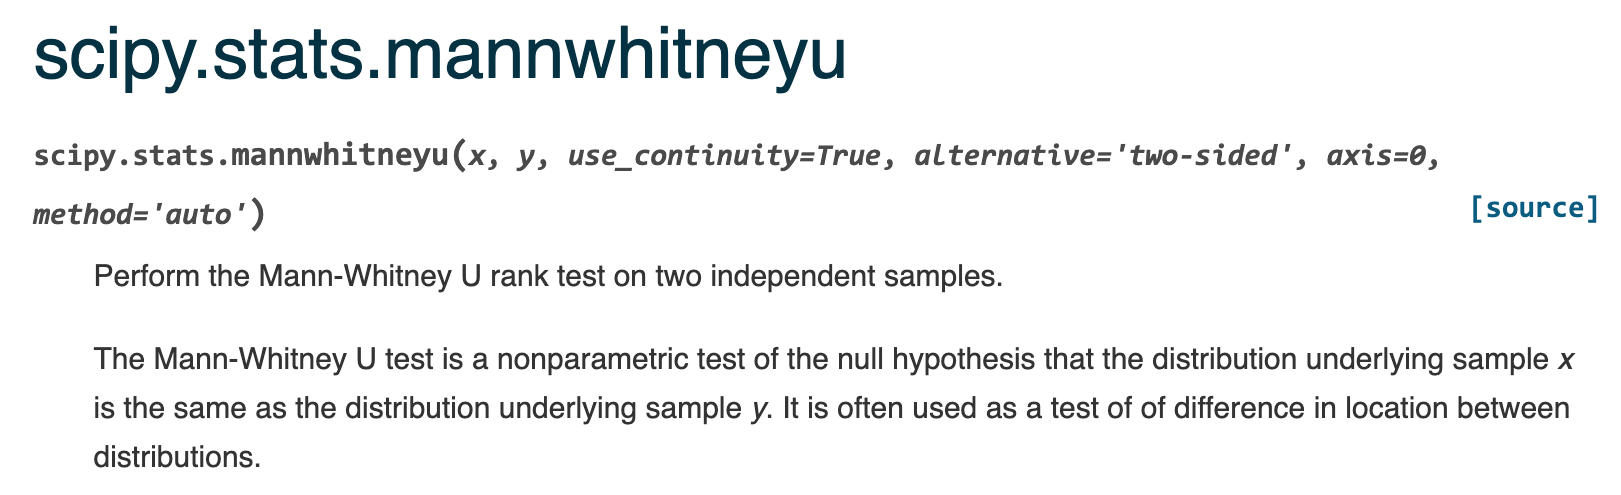 scipy.stats.mannwhitneyu
scipy.stats.mannwhitneyu(x, y, use_continuity=True, alternative='two-sided', axis=0,
method='auto')
[source]
Perform the Mann-Whitney U rank test on two independent samples.
The Mann-Whitney U test is a nonparametric test of the null hypothesis that the distribution underlying sample x
is the same as the distribution underlying sample y. It is often used as a test of of difference in location between
distributions.